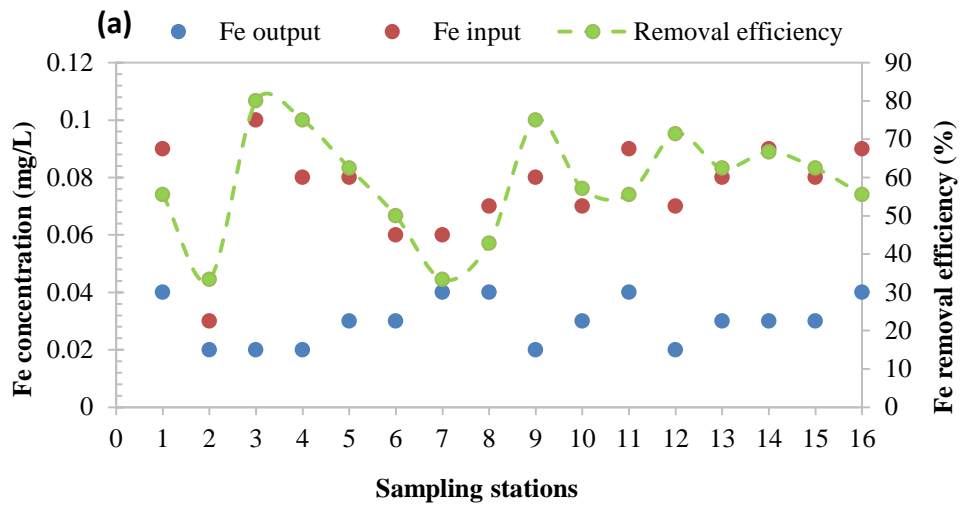 (a)
Fe output Fe input Removal efficiency
Fe concentration (mg/L)
0.12
0.1
0.08
0.06
0.04
0.02
0
90
80
70
60
50
40
30
20
10
0
Fe removal efficiency (%)
0 1 2 3 4 5 6 7 8 9 10 11 12 13 14 15 16
Sampling stations